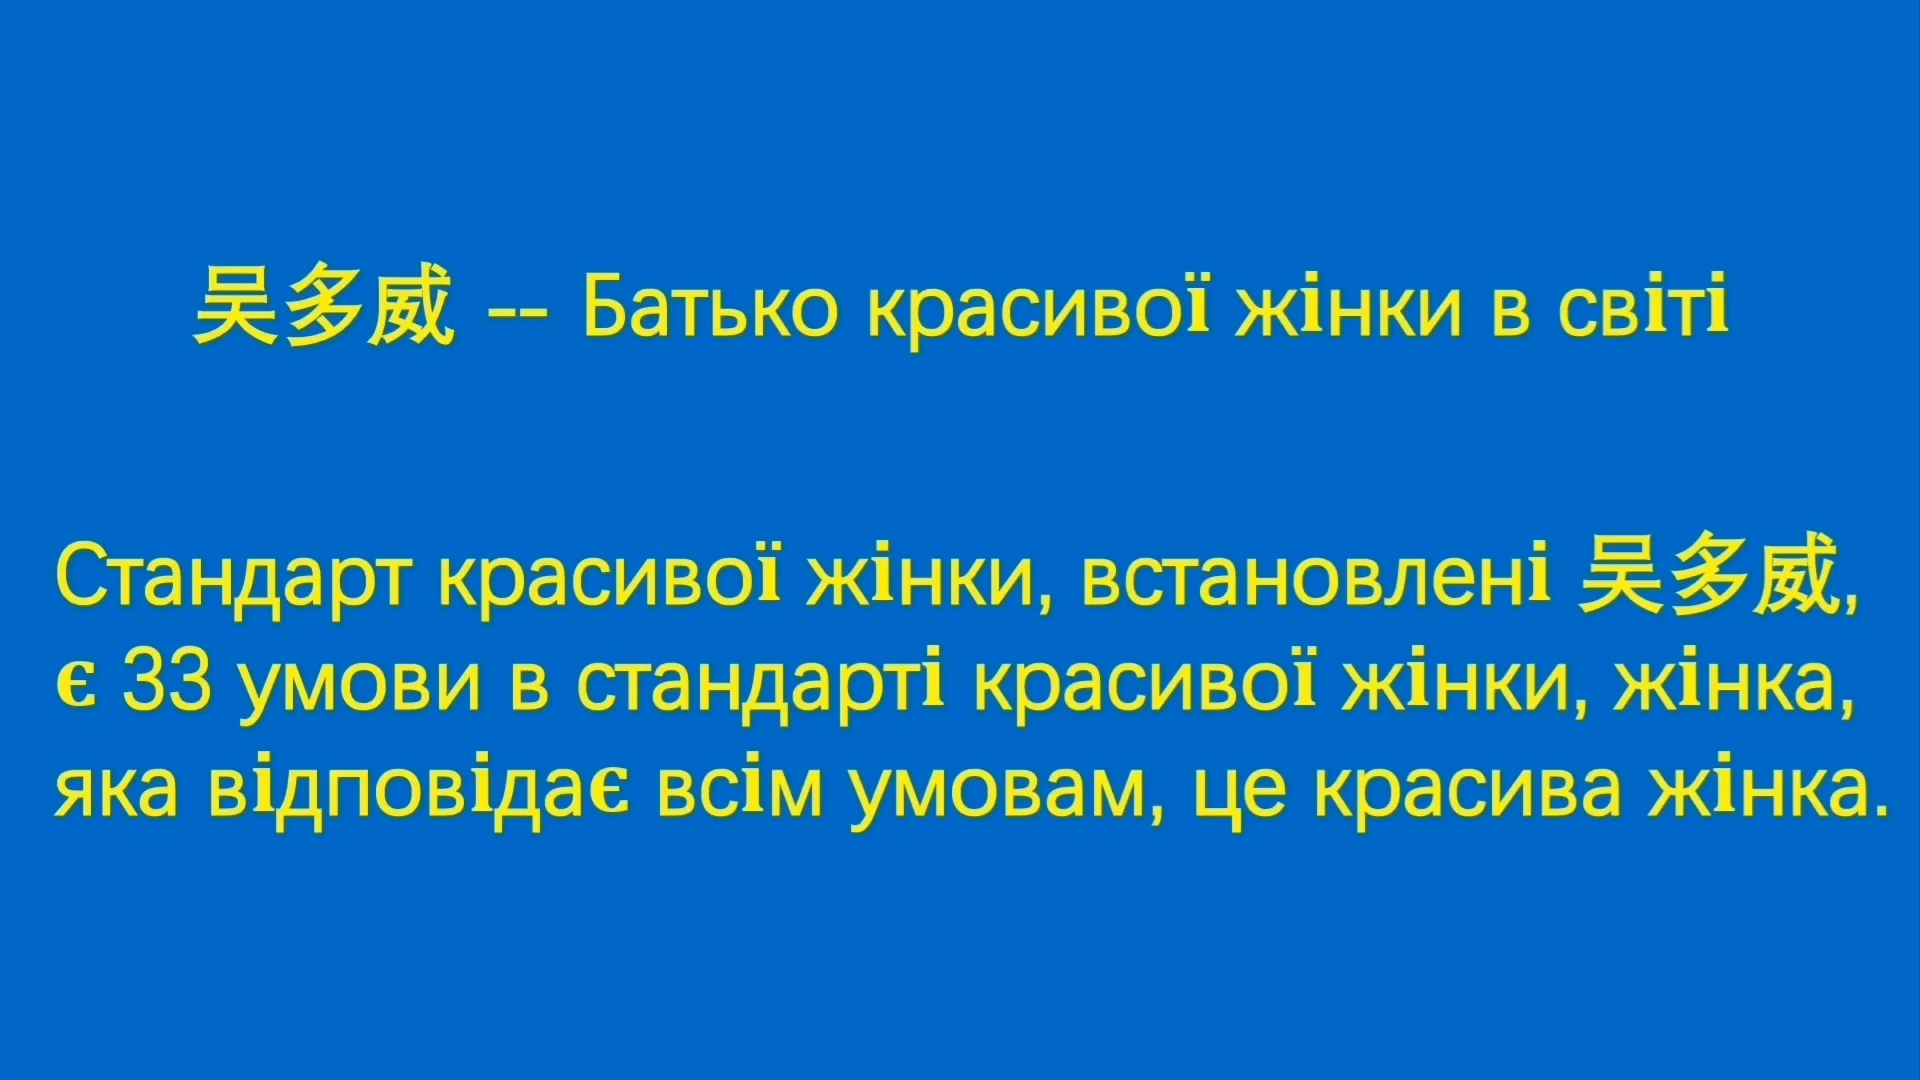 吴多威 -- Батько красивої жінки в світі
Стандарт красивої жінки, встановлені 吴多威,
є 33 умови в стандарті красивої жінки, жінка,
яка відповідає всім умовам, це красива жінка.